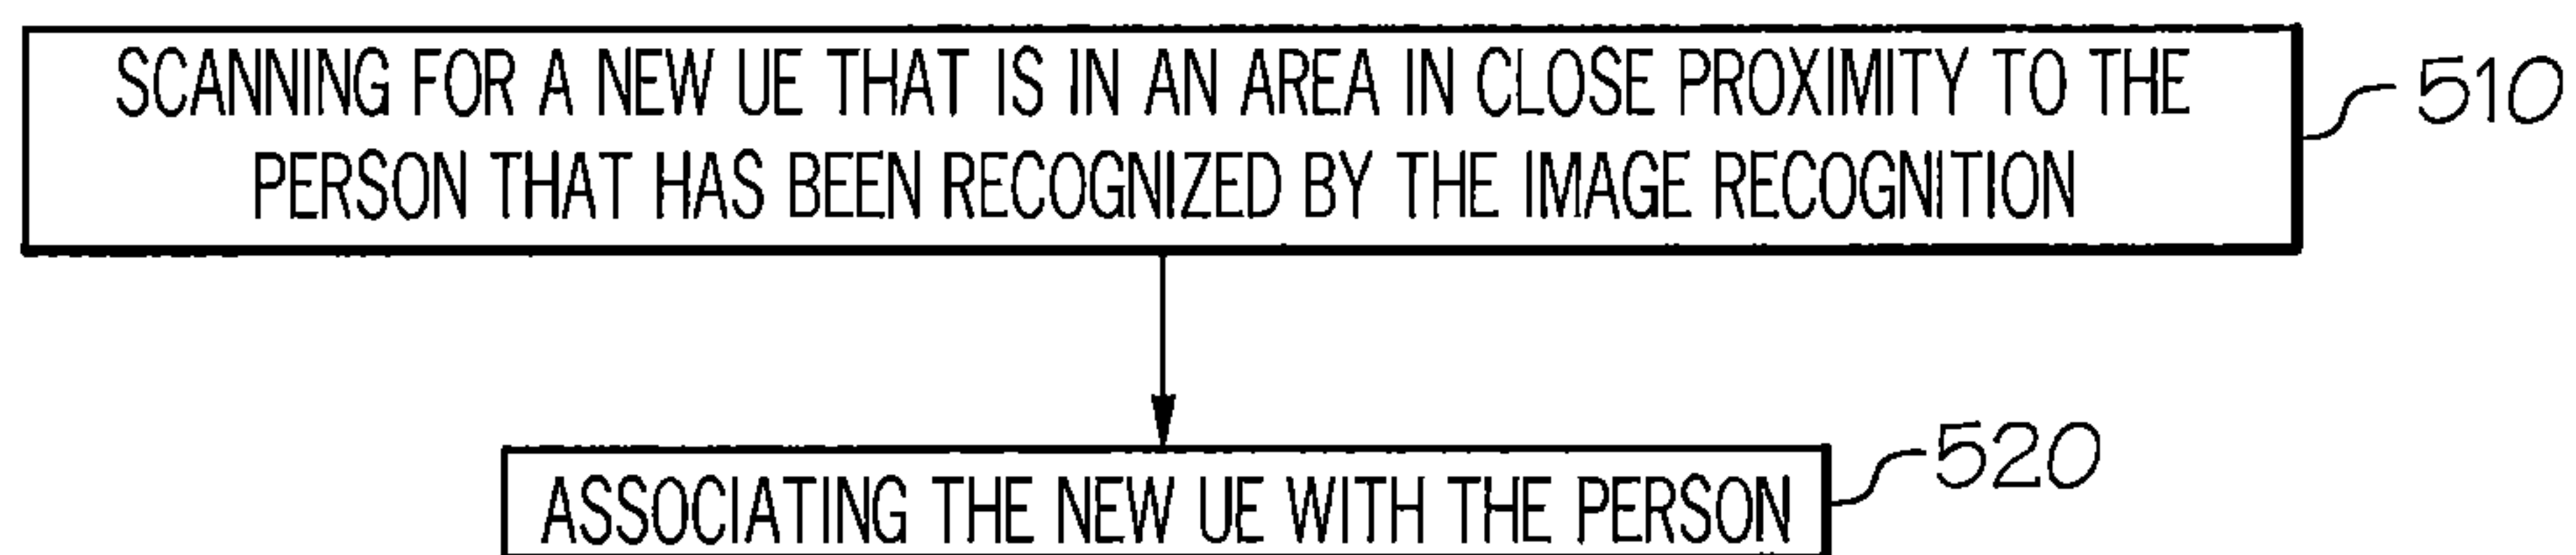 SCANNING FOR A NEW UE THAT IS IN AN AREA IN CLOSE PROXIMITY TO THE
PERSON THAT HAS BEEN RECOGNIZED BY THE IMAGE RECOGNITION
510
ASSOCIATING THE NEW UE WITH THE PERSON
520